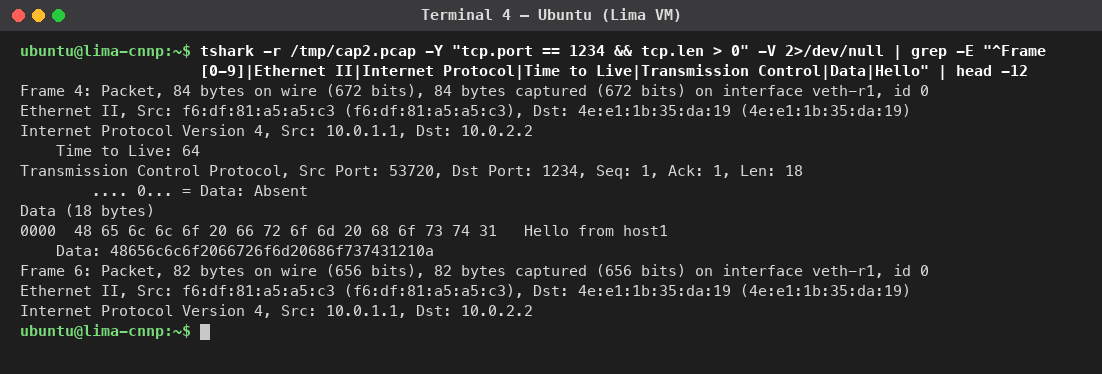 Terminal 4 — Ubuntu (Lima VM)
ubuntu@lima-cnnp:~$ tshark -r /tmp/cap2.pcap -Y "tcp.port == 1234 && tcp.len > 0" -V 2>/dev/null | grep -E "^Frame
[0-9]|Ethernet II|Internet Protocol|Time to Live|Transmission Control|Data|Hello" | head -12
Frame 4: Packet, 84 bytes on wire (672 bits), 84 bytes captured (672 bits) on interface veth-r1, id 0
Ethernet II, Src: f6:df:81:a5:a5:c3 (f6:df:81:a5:a5:c3), Dst: 4e:e1:1b:35:da:19 (4e:e1:1b:35:da:19)
Internet Protocol Version 4, Src: 10.0.1.1, Dst: 10.0.2.2
    Time to Live: 64
Transmission Control Protocol, Src Port: 53720, Dst Port: 1234, Seq: 1, Ack: 1, Len: 18
        .... 0... = Data: Absent
Data (18 bytes)
0000  48 65 6c 6c 6f 20 66 72 6f 6d 20 68 6f 73 74 31   Hello from host1
    Data: 48656c6c6f2066726f6d20686f737431210a
Frame 6: Packet, 82 bytes on wire (656 bits), 82 bytes captured (656 bits) on interface veth-r1, id 0
Ethernet II, Src: f6:df:81:a5:a5:c3 (f6:df:81:a5:a5:c3), Dst: 4e:e1:1b:35:da:19 (4e:e1:1b:35:da:19)
Internet Protocol Version 4, Src: 10.0.1.1, Dst: 10.0.2.2
ubuntu@lima-cnnp:~$